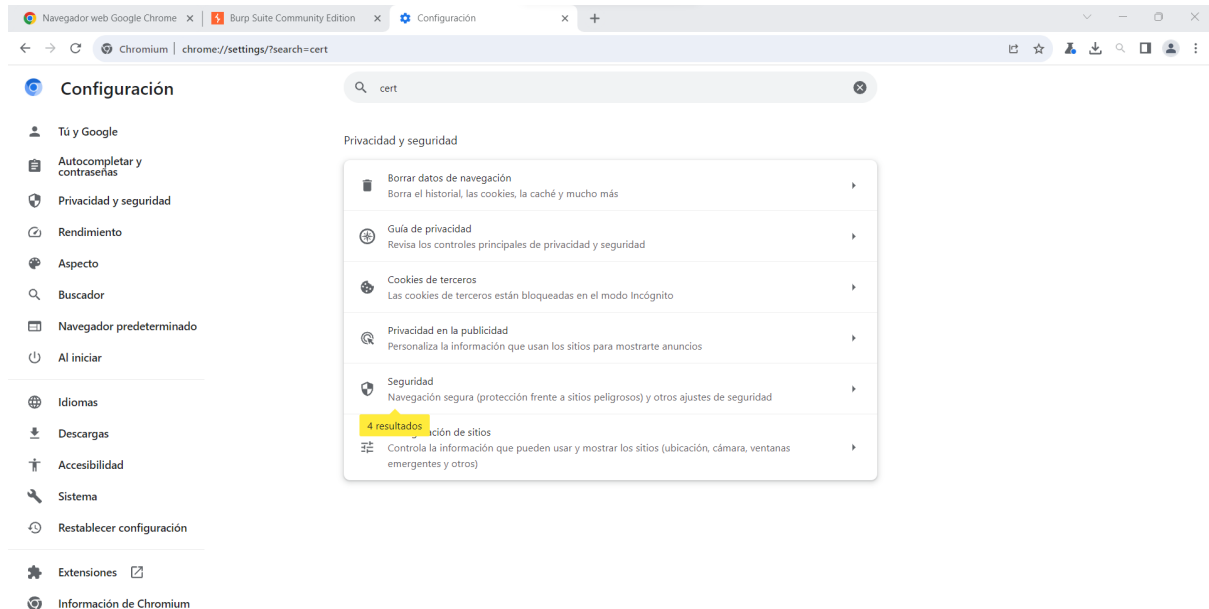 Navegador web Google Chrome
Burp Suite Community Edition
Configuración
Chromium
chrome://settings/?search=cert
Configuración
cert
Tú y Google
Autocompletar y
contraseñas
Privacidad y seguridad
Rendimiento
Aspecto
Buscador
Navegador predeterminado
Al iniciar
Idiomas
Descargas
Accesibilidad
Sistema
Restablecer configuración
Extensiones
Información de Chromium
Privacidad y seguridad
Borrar datos de navegación
Borra el historial, las cookies, la caché y mucho más
Guía de privacidad
Revisa los controles principales de privacidad y seguridad
Cookies de terceros
Las cookies de terceros están bloqueadas en el modo Incógnito
Privacidad en la publicidad
Personaliza la información que usan los sitios para mostrarte anuncios
Seguridad
Navegación segura (protección frente a sitios peligrosos) y otros ajustes de seguridad
4 resultados
de sitios
Controla la información que pueden usar y mostrar los sitios (ubicación, cámara, ventanas
emergentes y otros)